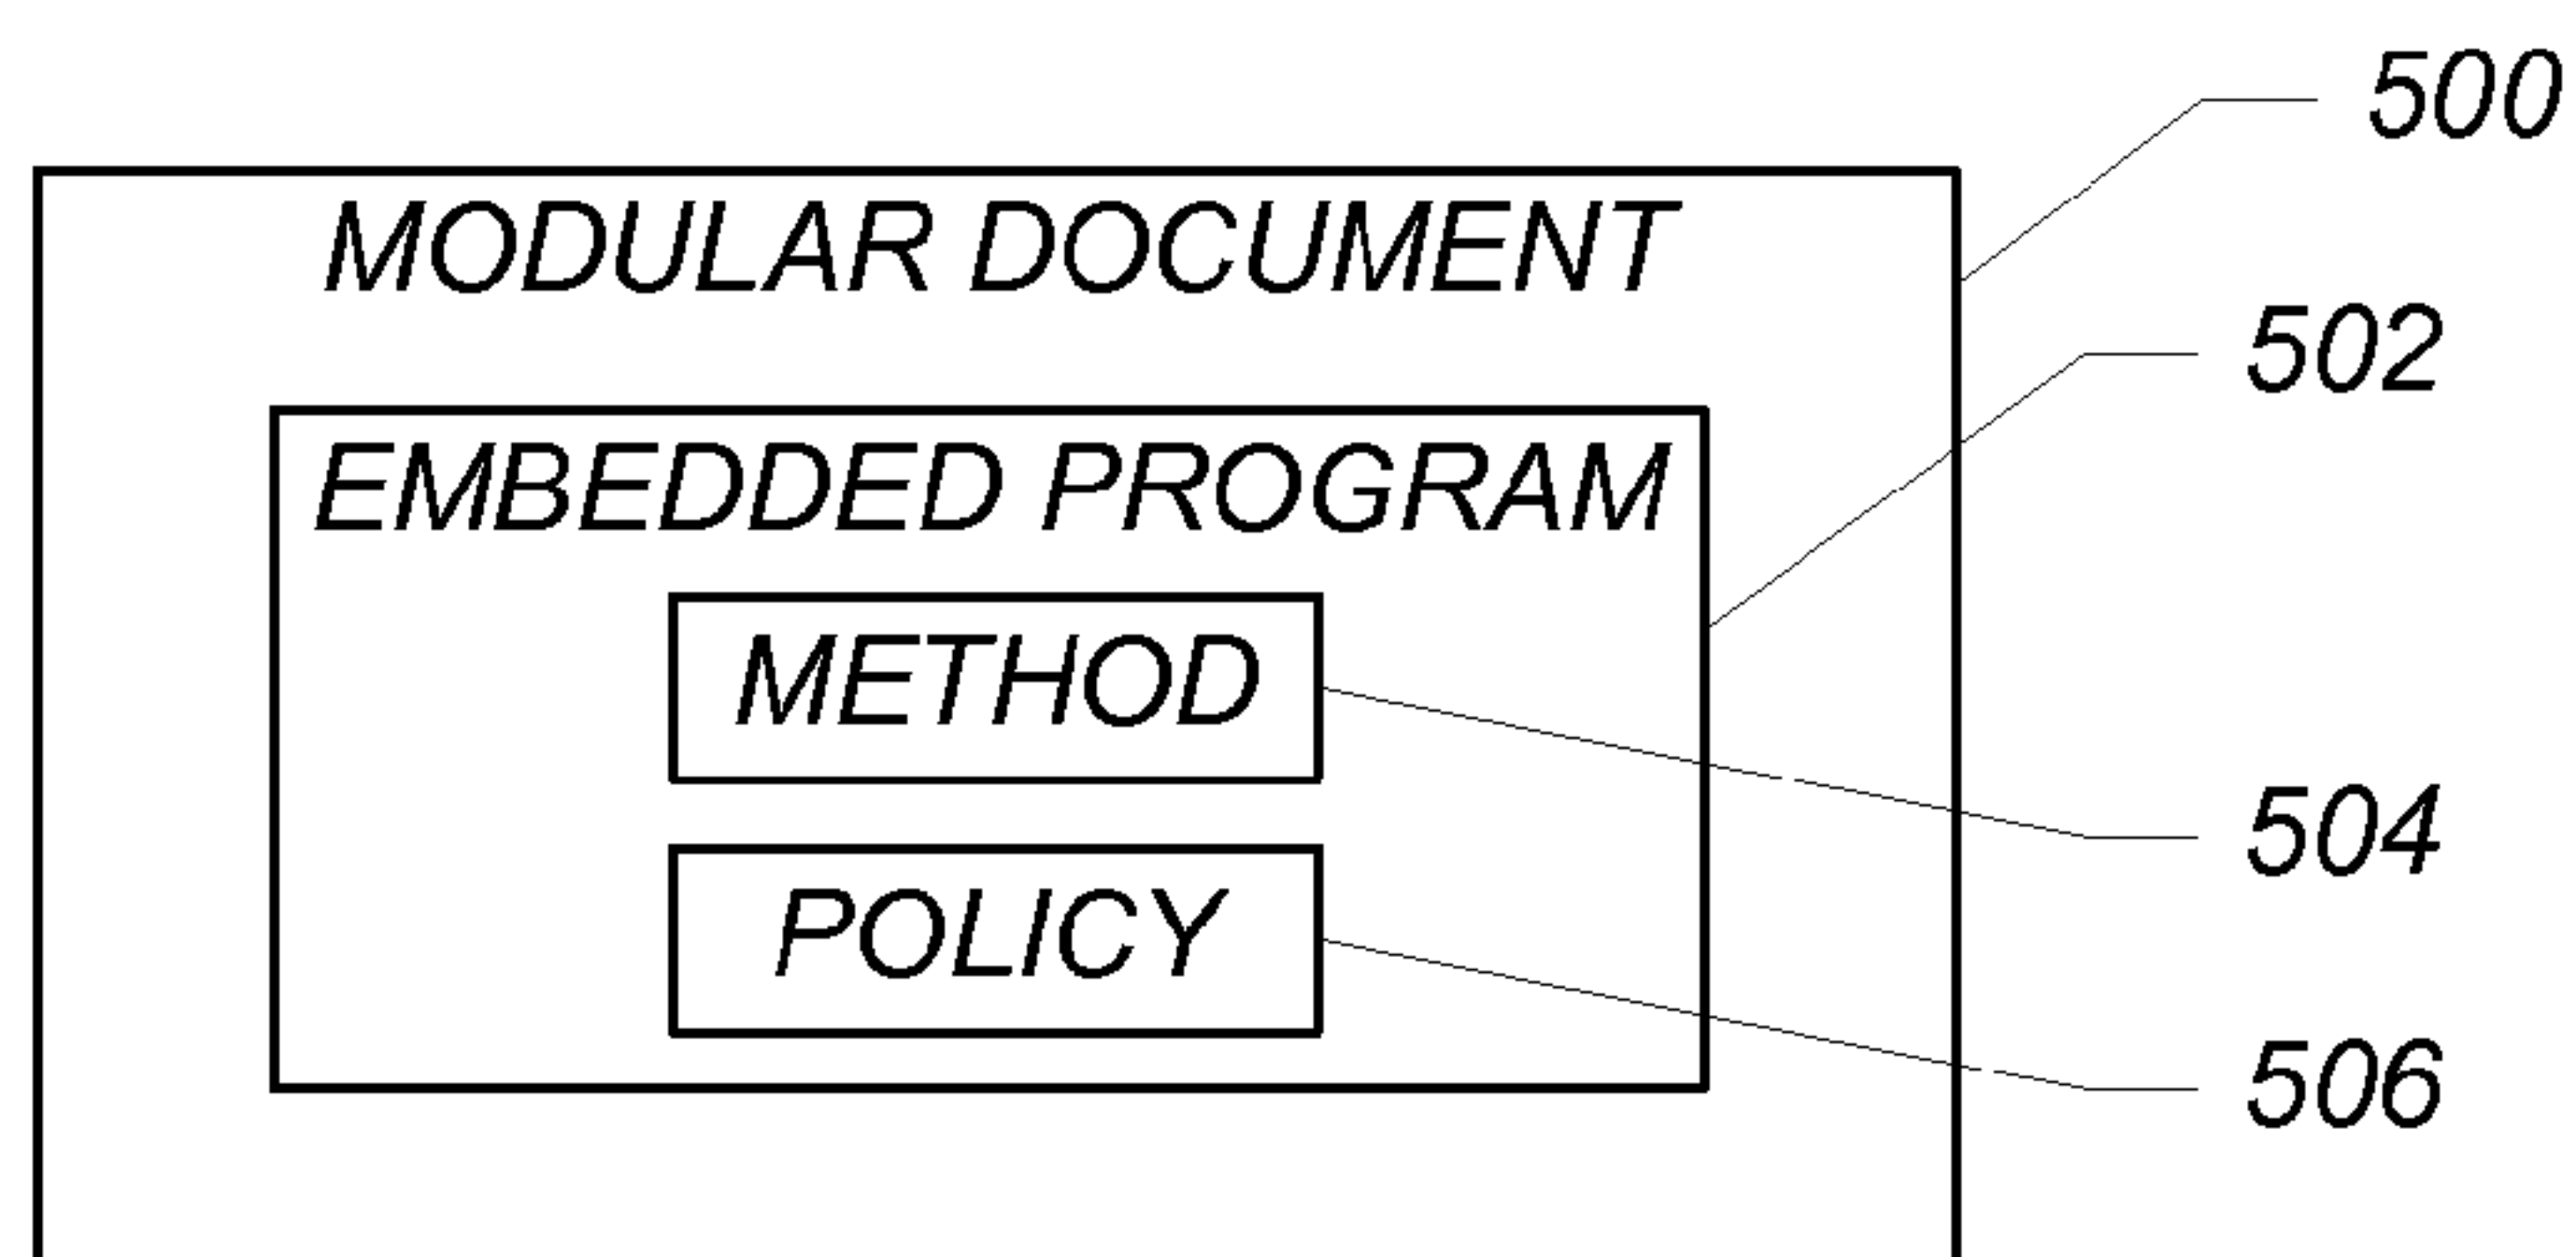 500
MODULAR DOCUMENT
502
EMBEDDED PROGRAM
METHOD
504
POLICY
506